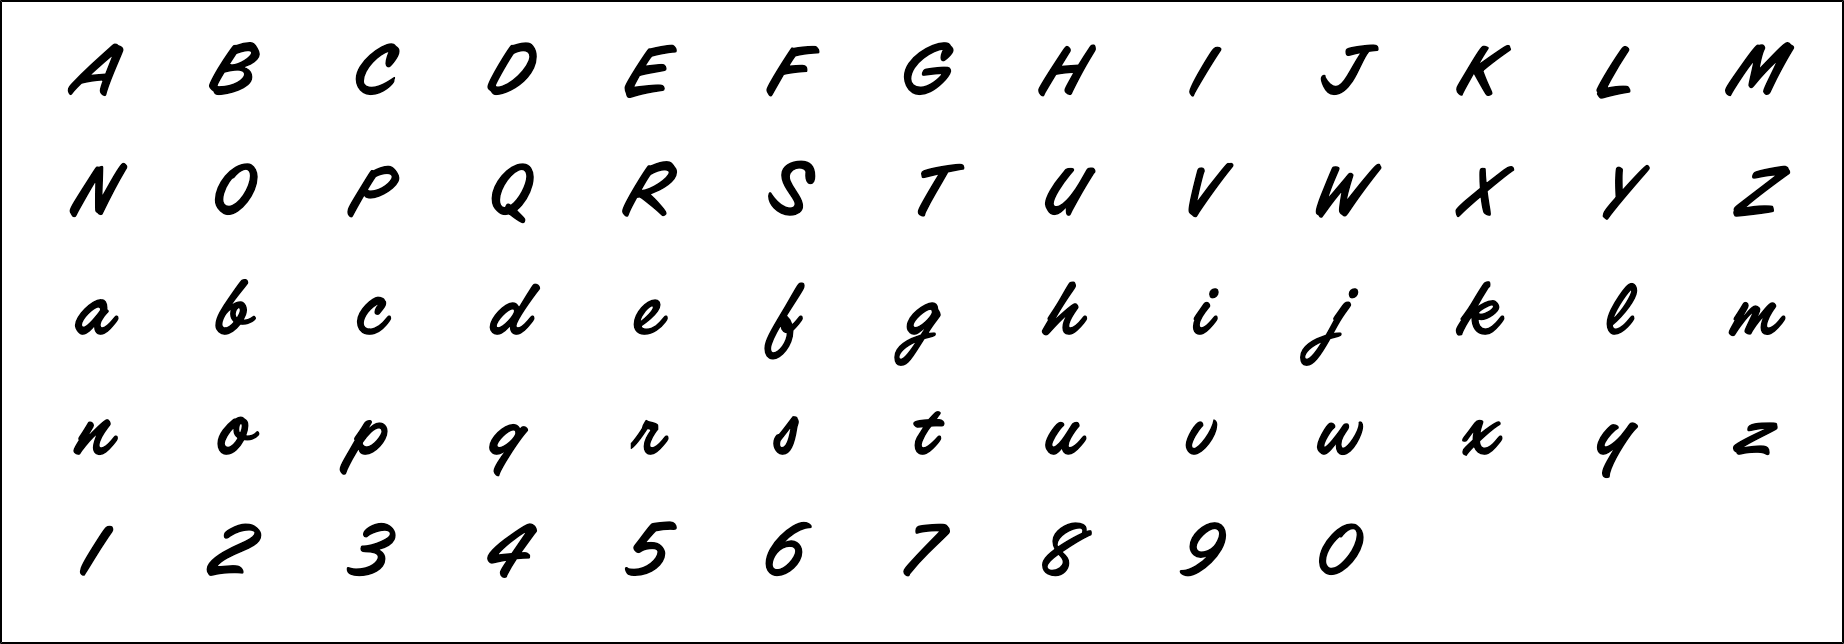 A B C D E F G H I J K L M
N O P Q R S T U V W X Y Z
a b c d e f g h i j k l m
n o p q r s t u v w x y z
1 2 3 4 5 6 7 8 9 0